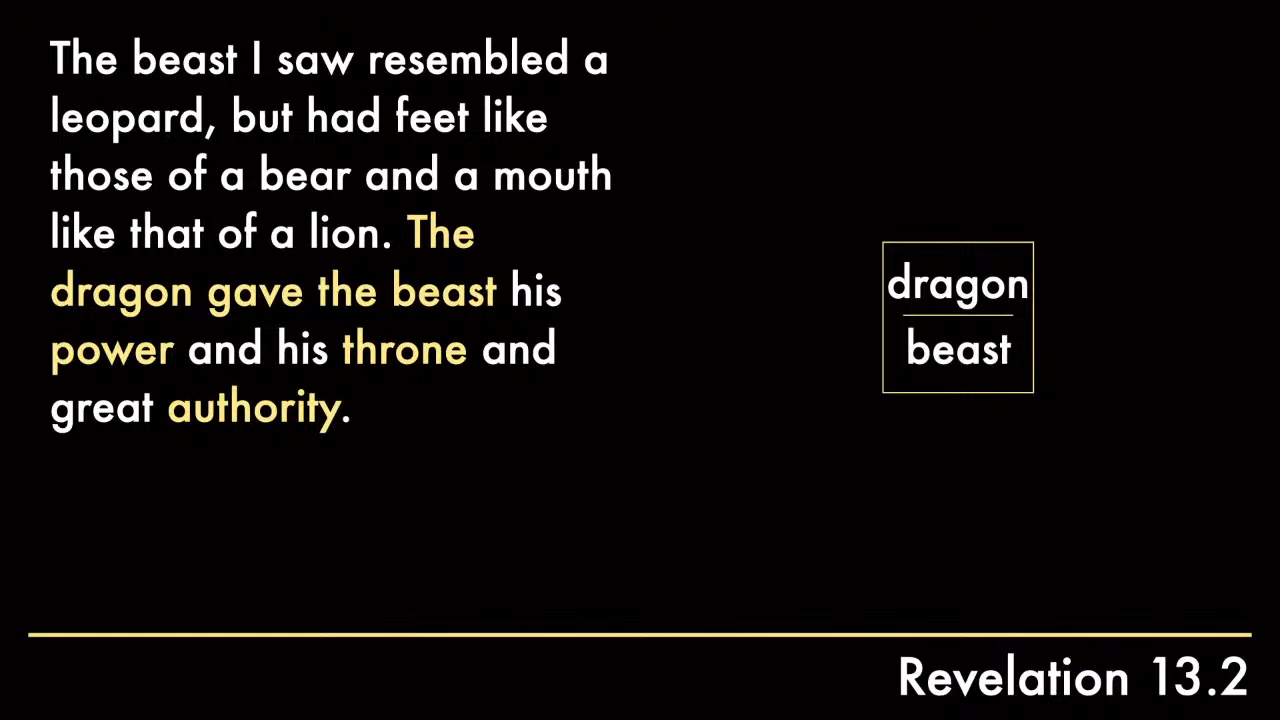 The beast I saw resembled a
leopard, but had feet like
those of a bear and a mouth
like that of a lion. The
dragon gave the beast his
power and his throne and
great authority.
dragon
beast
Revelation 13.2